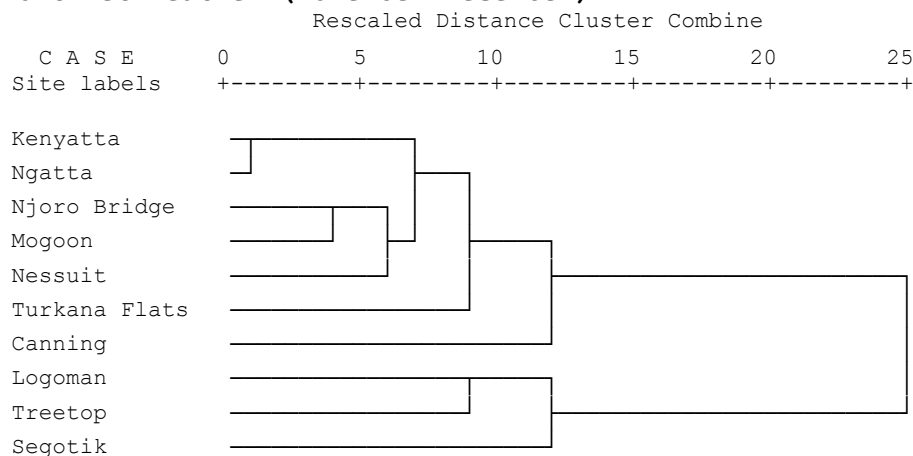 Rescaled Distance Cluster Combine
C A S E 0 5 10 15 20 25
Site labels +---------+---------+---------+---------+---------+
Kenyatta
Ngatta
Njoro Bridge
Mogoon
Nessuit
Turkana Flats
Canning
Logoman
Treetop
Segotik